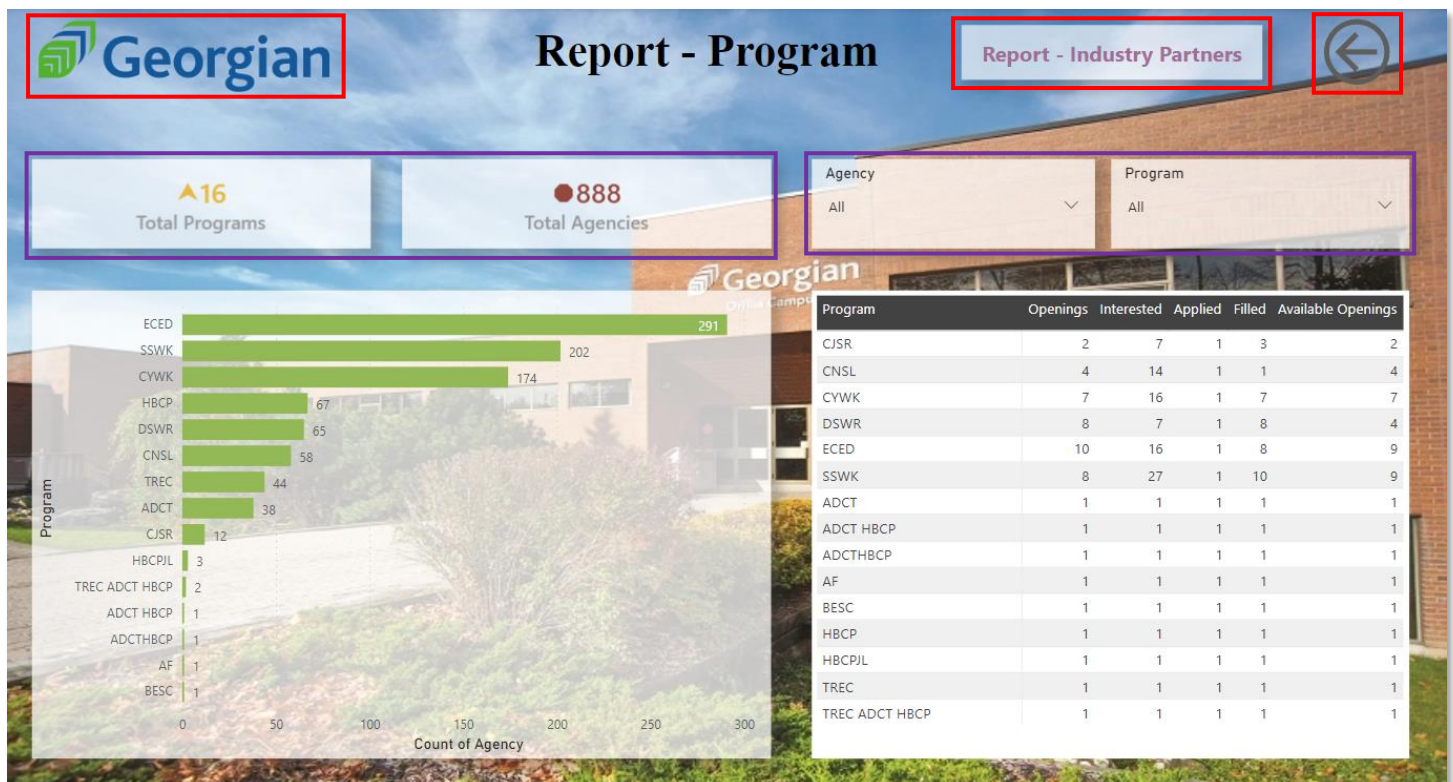 Georgian
Report - Program
Report - Industry Partners
16
Total Programs
888
Total Agencies
Agency
All
Program
All
Georgian
Orillia Campus
Program
ECED 291
SSWK 202
CYWK 174
HBCP 67
DSWR 65
CNSL 58
TREC 44
ADCT 38
CJSR 12
HBCPJL 3
TREC ADCT HBCP 2
ADCT HBCP 1
ADCTHBCP 1
AF 1
BESC 1
0 50 100 150 200 250 300
Count of Agency
Program Openings Interested Applied Filled Available Openings
CJSR 2 7 1 3 2
CNSL 4 14 1 1 4
CYWK 7 16 1 7 7
DSWR 8 7 1 8 4
ECED 10 16 1 8 9
SSWK 8 27 1 10 9
ADCT 1 1 1 1 1
ADCT HBCP 1 1 1 1 1
ADCTHBCP 1 1 1 1 1
AF 1 1 1 1 1
BESC 1 1 1 1 1
HBCP 1 1 1 1 1
HBCPJL 1 1 1 1 1
TREC 1 1 1 1 1
TREC ADCT HBCP 1 1 1 1 1